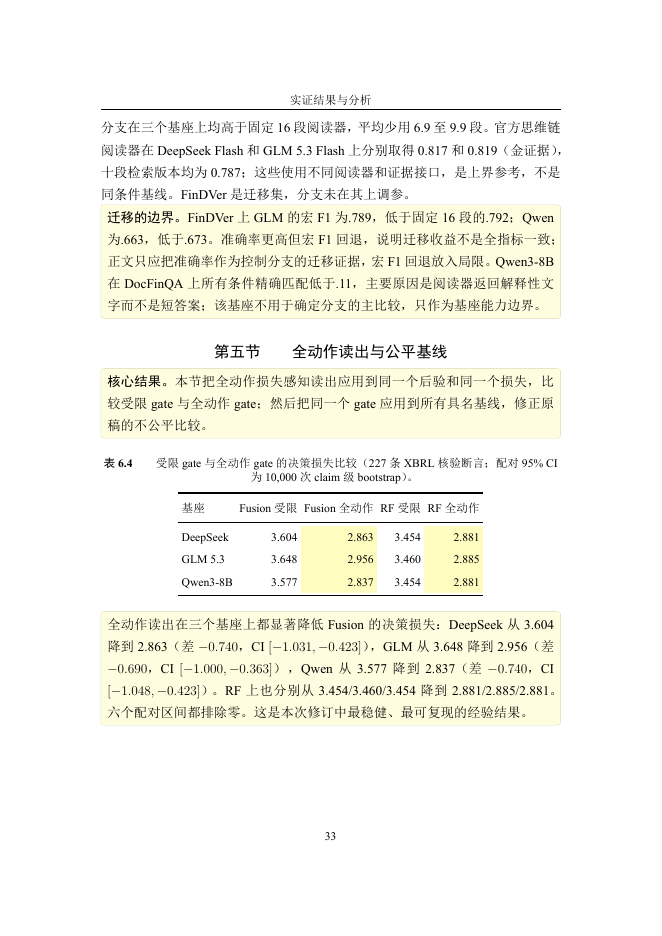 实证结果与分析
分支在三个基座上均高于固定 16 段阅读器，平均少用 6.9 至 9.9 段。官方思维链
阅读器在 DeepSeek Flash 和 GLM 5.3 Flash 上分别取得 0.817 和 0.819（金证据），
十段检索版本均为 0.787；这些使用不同阅读器和证据接口，是上界参考，不是
同条件基线。FinDVer 是迁移集，分支未在其上调参。
迁移的边界。FinDVer 上 GLM 的宏 F1 为.789，低于固定 16 段的.792；Qwen
为.663，低于.673。准确率更高但宏 F1 回退，说明迁移收益不是全指标一致；
正文只应把准确率作为控制分支的迁移证据，宏 F1 回退放入局限。Qwen3-8B
在 DocFinQA 上所有条件精确匹配低于.11，主要原因是阅读器返回解释性文
字而不是短答案；该基座不用于确定分支的主比较，只作为基座能力边界。
第五节 全动作读出与公平基线
核心结果。本节把全动作损失感知读出应用到同一个后验和同一个损失，比
较受限 gate 与全动作 gate；然后把同一个 gate 应用到所有具名基线，修正原
稿的不公平比较。
表 6.4 受限 gate 与全动作 gate 的决策损失比较（227 条 XBRL 核验断言；配对 95% CI
为 10,000 次 claim 级 bootstrap）。
基座 Fusion 受限 Fusion 全动作 RF 受限 RF 全动作
DeepSeek 3.604 2.863 3.454 2.881
GLM 5.3 3.648 2.956 3.460 2.885
Qwen3-8B 3.577 2.837 3.454 2.881
全动作读出在三个基座上都显著降低 Fusion 的决策损失：DeepSeek 从 3.604
降到 2.863（差 −0.740，CI [−1.031, −0.423]），GLM 从 3.648 降到 2.956（差
−0.690，CI [−1.000, −0.363]），Qwen 从 3.577 降到 2.837（差 −0.740，CI
[−1.048, −0.423]）。RF 上也分别从 3.454/3.460/3.454 降到 2.881/2.885/2.881。
六个配对区间都排除零。这是本次修订中最稳健、最可复现的经验结果。
33